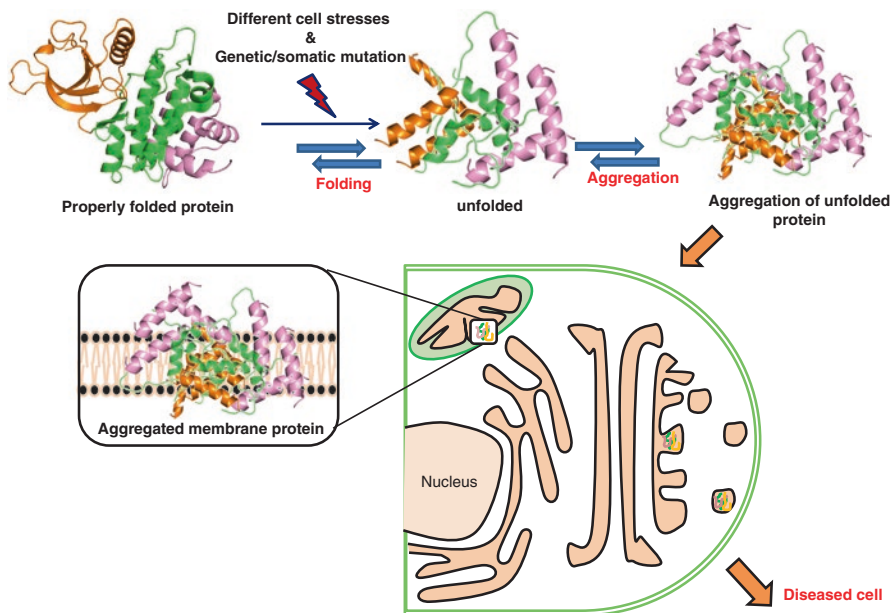 Different cell stresses
&
Genetic/somatic mutation
Folding
Aggregation
Properly folded protein
unfolded
Aggregation of unfolded
protein
Aggregated membrane protein
Nucleus
Diseased cell